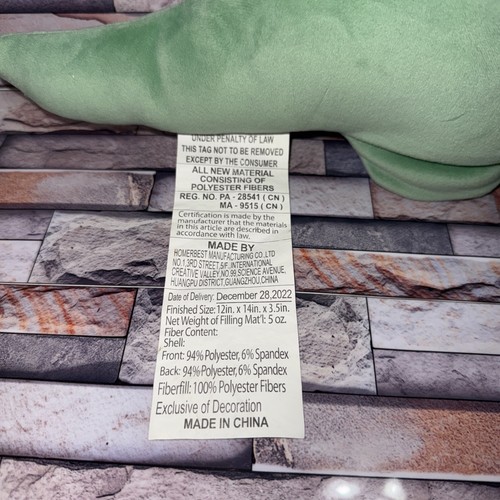 UNDER PENALTY OF LAW
THIS TAG NOT TO BE REMOVED
EXCEPT BY THE CONSUMER
ALL NEW MATERIAL
CONSISTING OF
POLYESTER FIBERS
REG. NO. PA - 28541 ( CN )
MA - 9515 ( CN )
Certification is made by the
manufacturer that the materials
in this article are described in
accordance with law.
MADE BY
HOMERBEST MANUFACTURING CO.,LTD
NO.1,3RD STREET,5/F, INTERNATIONAL
CREATIVE VALLEY,NO.99,SCIENCE AVENUE,
HUANGPU DISTRICT,GUANGZHOU,CHINA
Date of Delivery: December 28,2022
Finished Size: 12in. x 14in. x 3.5in.
Net Weight of Filling Mat'l: 5 oz.
Fiber Content:
Shell:
Front: 94% Polyester, 6% Spandex
Back: 94% Polyester, 6% Spandex
Fiberfill: 100% Polyester Fibers
Exclusive of Decoration
MADE IN CHINA